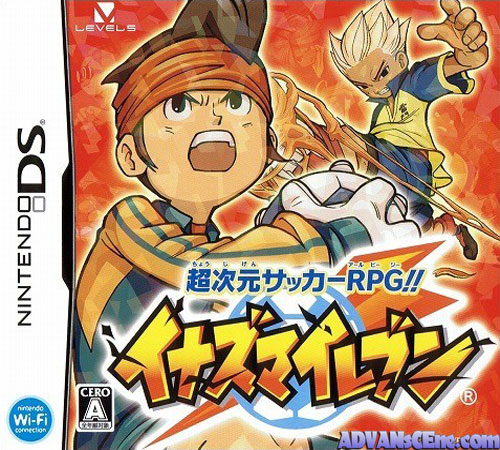 LEVEL5
NINTENDO DS
ちょうじげん
アールピージー
超次元サッカーRPG!!
イナズマイレブン
®
CERO
A
全年齢対象
nintendo
Wi-Fi
connection
ADVANsCEne.com